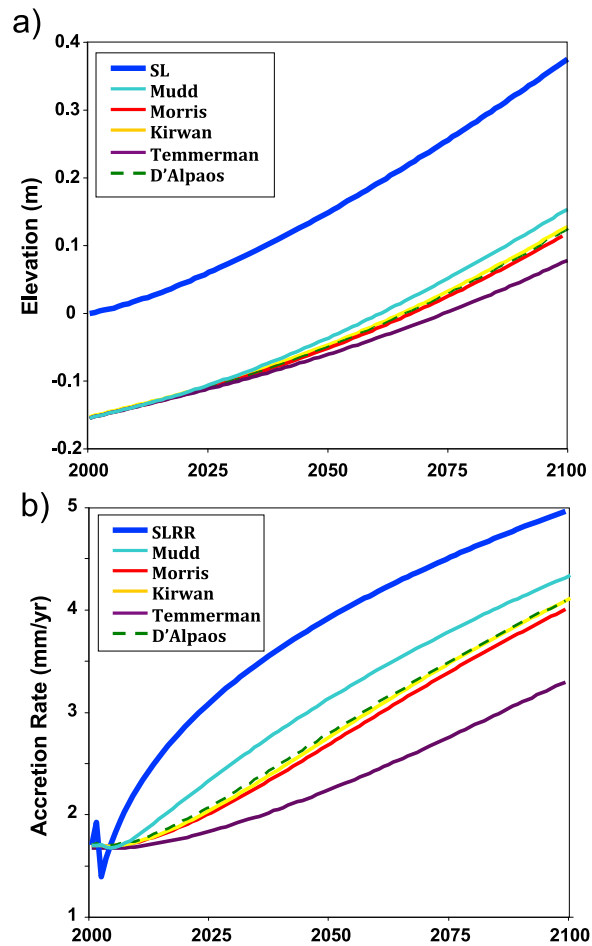 a)
0.4
0.3
0.2
0.1
0
-0.1
-0.2
Elevation (m)
SL
Mudd
Morris
Kirwan
Temmerman
D'Alpaos
2000 2025 2050 2075 2100
b)
5
4
3
2
1
Accretion Rate (mm/yr)
SLRR
Mudd
Morris
Kirwan
Temmerman
D'Alpaos
2000 2025 2050 2075 2100